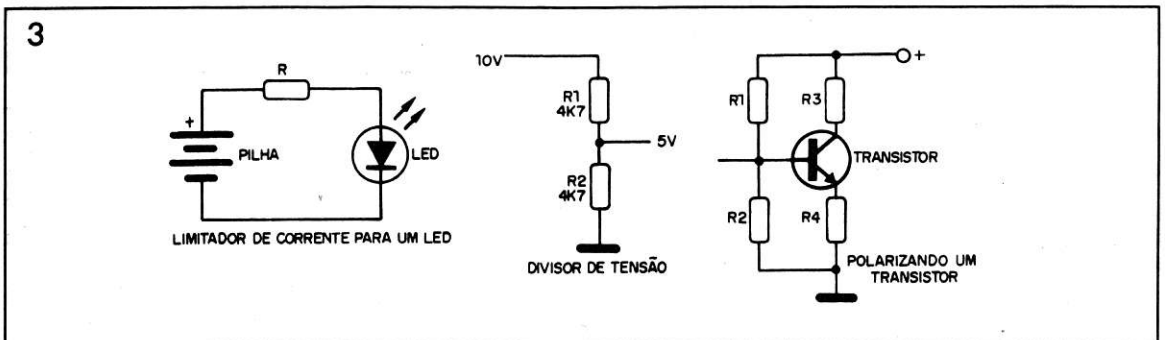 3
R
+
PILHA
LED
LIMITADOR DE CORRENTE PARA UM LED
10V
R1
4K7
5V
R2
4K7
DIVISOR DE TENSÃO
+
R1
R3
TRANSISTOR
R2
R4
POLARIZANDO UM
TRANSISTOR